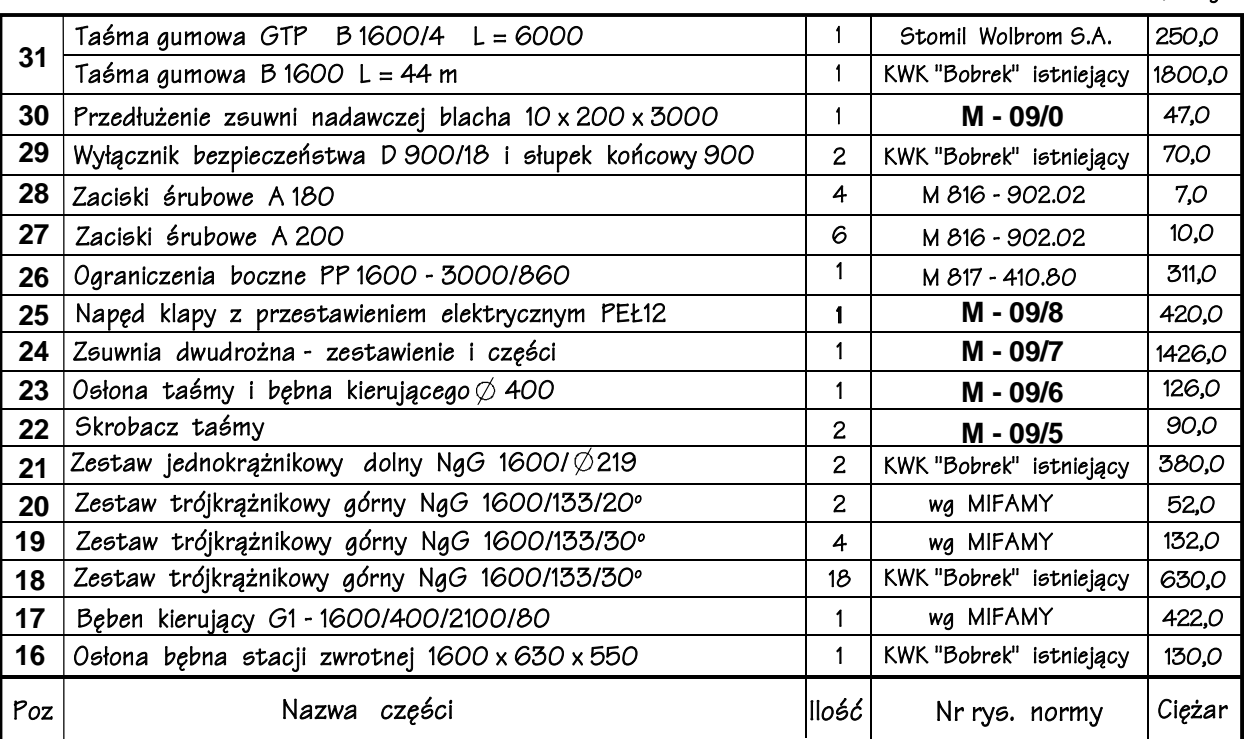 31 Taśma gumowa GTP B 1600/4 L = 6000 1 Stomil Wolbrom S.A. 250,0
Taśma gumowa B 1600 L = 44 m 1 KWK "Bobrek" istniejący 1800,0
30 Przedłużenie zsuwni nadawczej blacha 10 x 200 x 3000 1 M - 09/0 47,0
29 Wyłącznik bezpieczeństwa D 900/18 i słupek końcowy 900 2 KWK "Bobrek" istniejący 70,0
28 Zaciski śrubowe A 180 4 M 816 - 902.02 7,0
27 Zaciski śrubowe A 200 6 M 816 - 902.02 10,0
26 Ograniczenia boczne PP 1600 - 3000/860 1 M 817 - 410.80 311,0
25 Napęd klapy z przestawieniem elektrycznym PEŁ12 1 M - 09/8 420,0
24 Zsuwnia dwudrożna - zestawienie i części 1 M - 09/7 1426,0
23 Osłona taśmy i bębna kierującego ∅ 400 1 M - 09/6 126,0
22 Skrobacz taśmy 2 M - 09/5 90,0
21 Zestaw jednokrążnikowy dolny NgG 1600/∅219 2 KWK "Bobrek" istniejący 380,0
20 Zestaw trójkrążnikowy górny NgG 1600/133/20° 2 wg MIFAMY 52,0
19 Zestaw trójkrążnikowy górny NgG 1600/133/30° 4 wg MIFAMY 132,0
18 Zestaw trójkrążnikowy górny NgG 1600/133/30° 18 KWK "Bobrek" istniejący 630,0
17 Bęben kierujący G1 - 1600/400/2100/80 1 wg MIFAMY 422,0
16 Osłona bębna stacji zwrotnej 1600 x 630 x 550 1 KWK "Bobrek" istniejący 130,0
Poz Nazwa części Ilość Nr rys. normy Ciężar